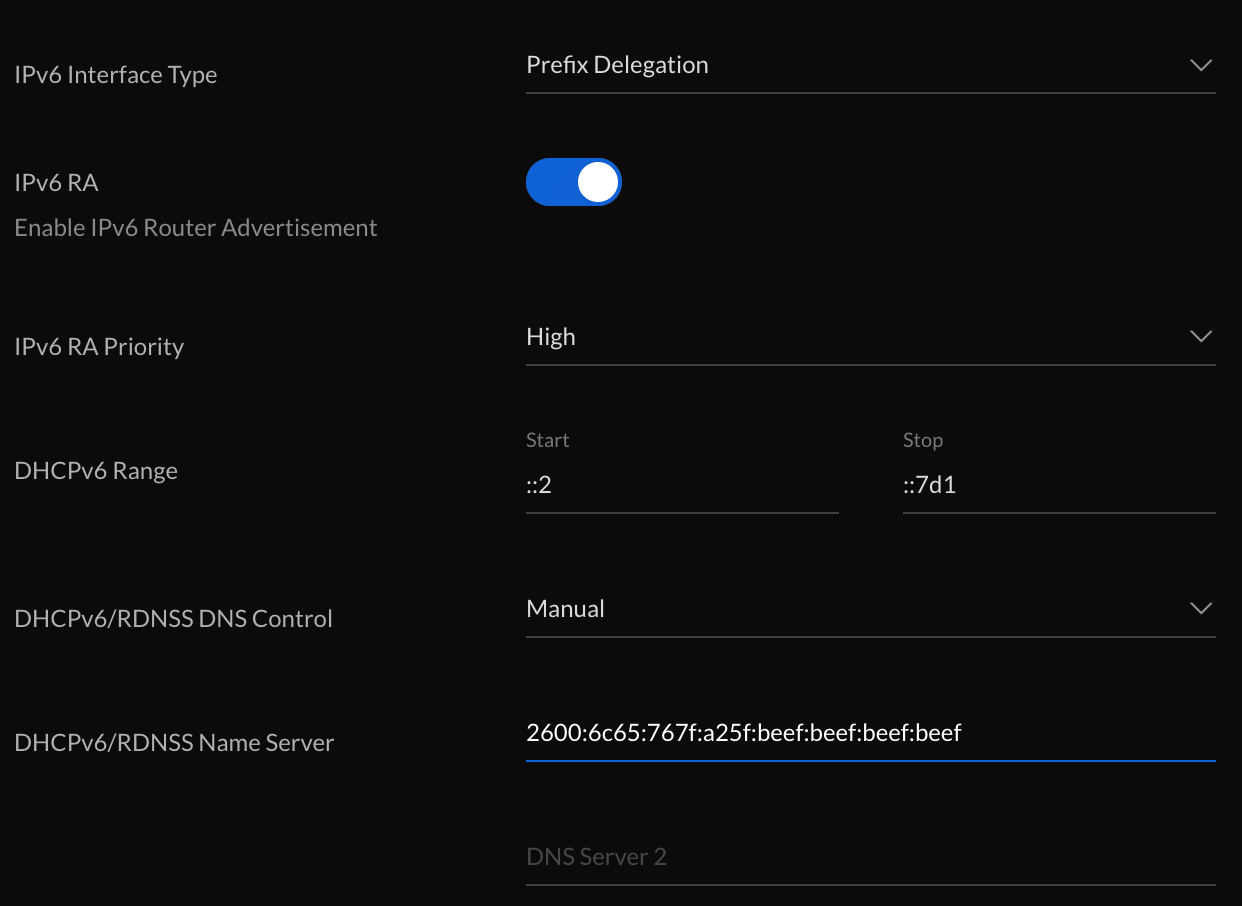 IPv6 Interface Type
Prefix Delegation
IPv6 RA
Enable IPv6 Router Advertisement
IPv6 RA Priority
High
DHCPv6 Range
Start
Stop
::2
::7d1
DHCPv6/RDNSS DNS Control
Manual
DHCPv6/RDNSS Name Server
2600:6c65:767f:a25f:beef:beef:beef:beef
DNS Server 2